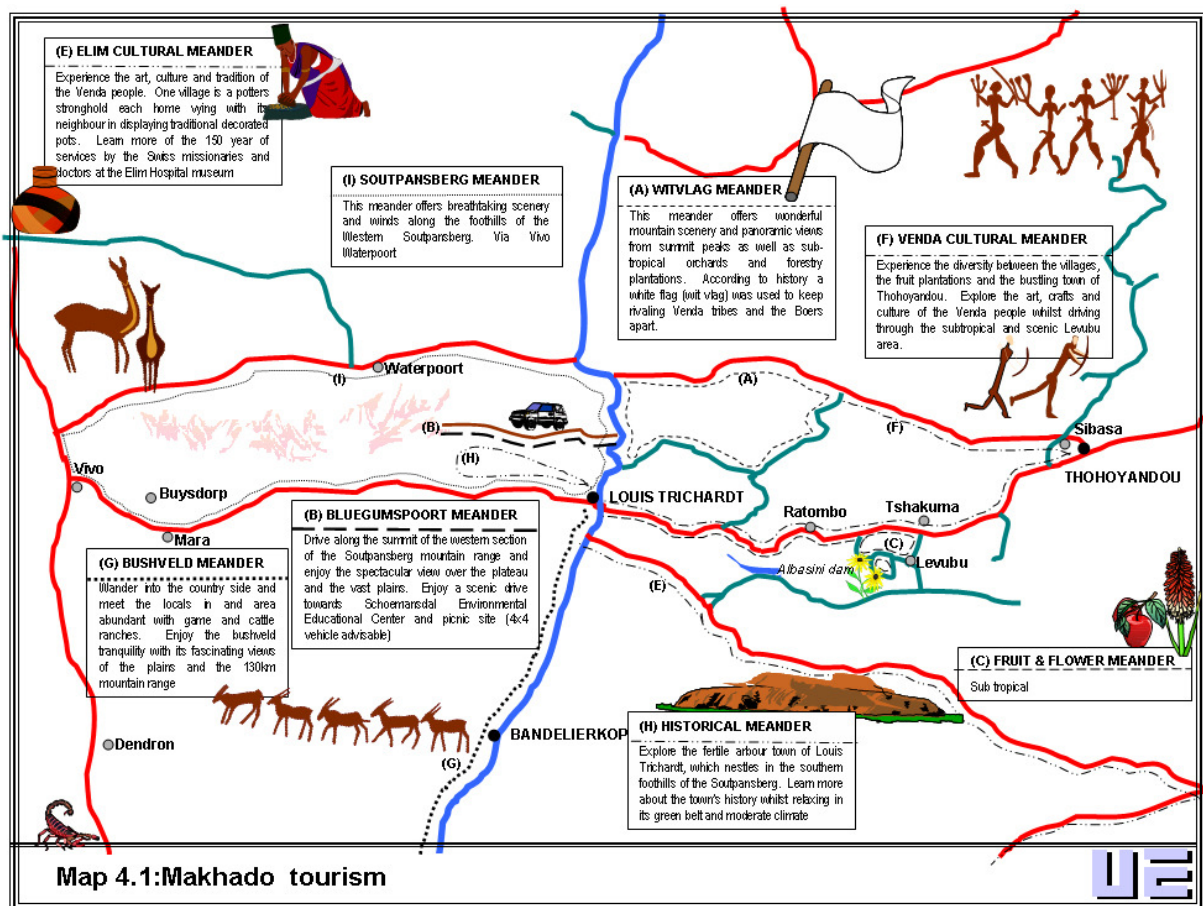 (E) ELIM CULTURAL MEANDER
Experience the art, culture and tradition of
the Venda people. One village is a potters
stronghold each home vying with its
neighbour in displaying traditional decorated
pots. Learn more of the 150 year of
services by the Swiss missionaries and
doctors at the Elim Hospital museum
(I) SOUTPANSBERG MEANDER
This meander offers breathtaking scenery
and winds along the foothills of the
Western Soutpansberg. Via Vivo
Waterpoort
(A) WITVLAG MEANDER
This meander offers wonderful
mountain scenery and panoramic views
from summit peaks as well as sub-
tropical orchards and forestry
plantations. According to history a
white flag (wit vlag) was used to keep
rivaling Venda tribes and the Boers
apart.
(F) VENDA CULTURAL MEANDER
Experience the diversity between the villages,
the fruit plantations and the bustling town of
Thohoyandou. Explore the art, crafts and
culture of the Venda people whilst driving
through the subtropical and scenic Levubu
area.
Waterpoort
(I)
(A)
(B)
(F)
Sibasa
(H)
Vivo
THOHOYANDOU
Buysdorp
LOUIS TRICHARDT
Ratombo
Tshakuma
Mara
(C)
Levubu
Albasini dam
(E)
(B) BLUEGUMSPOORT MEANDER
Drive along the summit of the western section
of the Soutpansberg mountain range and
enjoy the spectacular view over the plateau
and the vast plains. Enjoy a scenic drive
towards Schoemansdal Environmental
Educational Center and picnic site (4x4
vehicle advisable)
(G) BUSHVELD MEANDER
Wander into the country side and
meet the locals in and area
abundant with game and cattle
ranches. Enjoy the bushveld
tranquility with its fascinating views
of the plains and the 130km
mountain range
(C) FRUIT & FLOWER MEANDER
Sub tropical
(H) HISTORICAL MEANDER
Explore the fertile arbour town of Louis
Trichardt, which nestles in the southern
foothills of the Soutpansberg. Learn more
about the town's history whilst relaxing in
its green belt and moderate climate
Dendron
BANDELIERKOP
(G)
Map 4.1:Makhado tourism